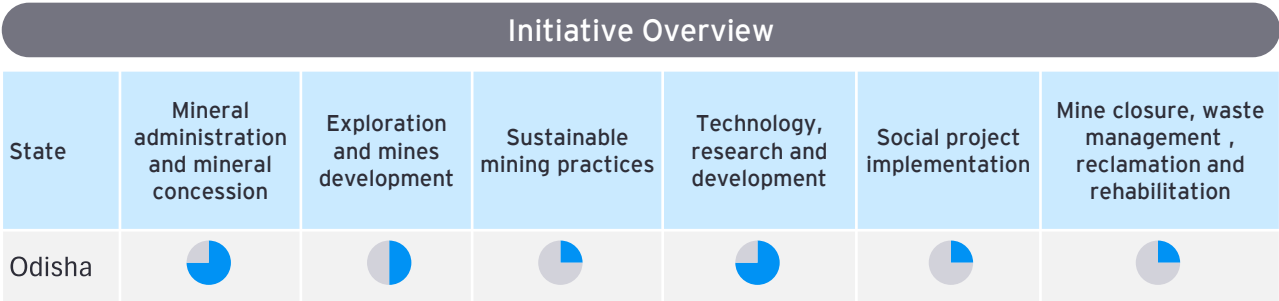 Initiative Overview
State
Mineral
administration
and mineral
concession
Exploration
and mines
development
Sustainable
mining practices
Technology,
research and
development
Social project
implementation
Mine closure, waste
management ,
reclamation and
rehabilitation
Odisha